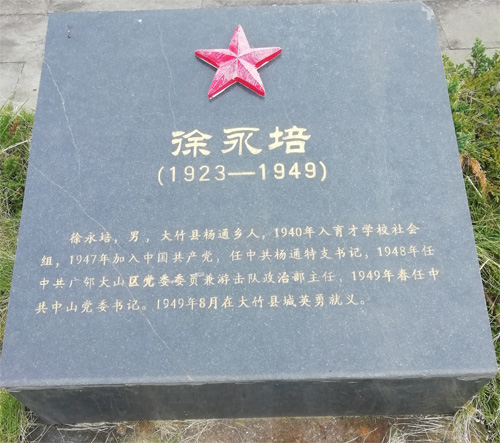 徐永培
(1923—1949)
徐永培，男，大竹县杨通乡人，1940年入育才学校社会
组，1947年加入中国共产党，任中共杨通特支书记，1948年任
中共广邻大山区党委委员兼游击队政治部主任，1949年春任中
共中山党委书记。1949年8月在大竹县城英勇就义。